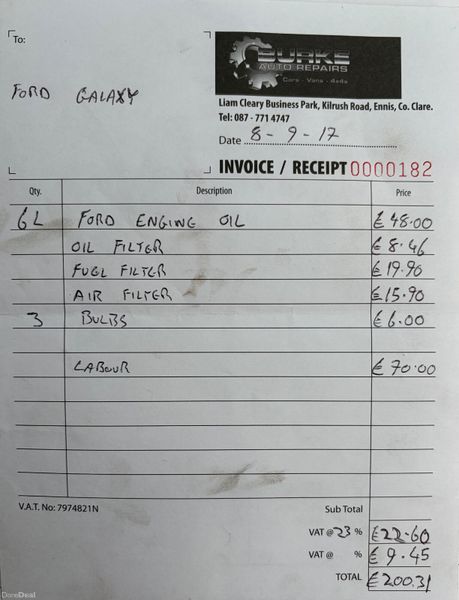 To:
FORD GALAXY
BURKE
AUTO REPAIRS
Cars - Vans - 4x4s
Liam Cleary Business Park, Kilrush Road, Ennis, Co. Clare.
Tel: 087 - 771 4747
Date 8 - 9 - 17
INVOICE / RECEIPT 0000182
Qty. Description Price
6L FORD ENGINE OIL €48.00
OIL FILTER €8.46
FUEL FILTER €19.90
AIR FILTER €15.90
3 BULBS €6.00
LABOUR €70.00
V.A.T. No: 7974821N Sub Total
VAT @ 23 % €22.60
VAT @ % €9.45
TOTAL €200.31
DoneDeal